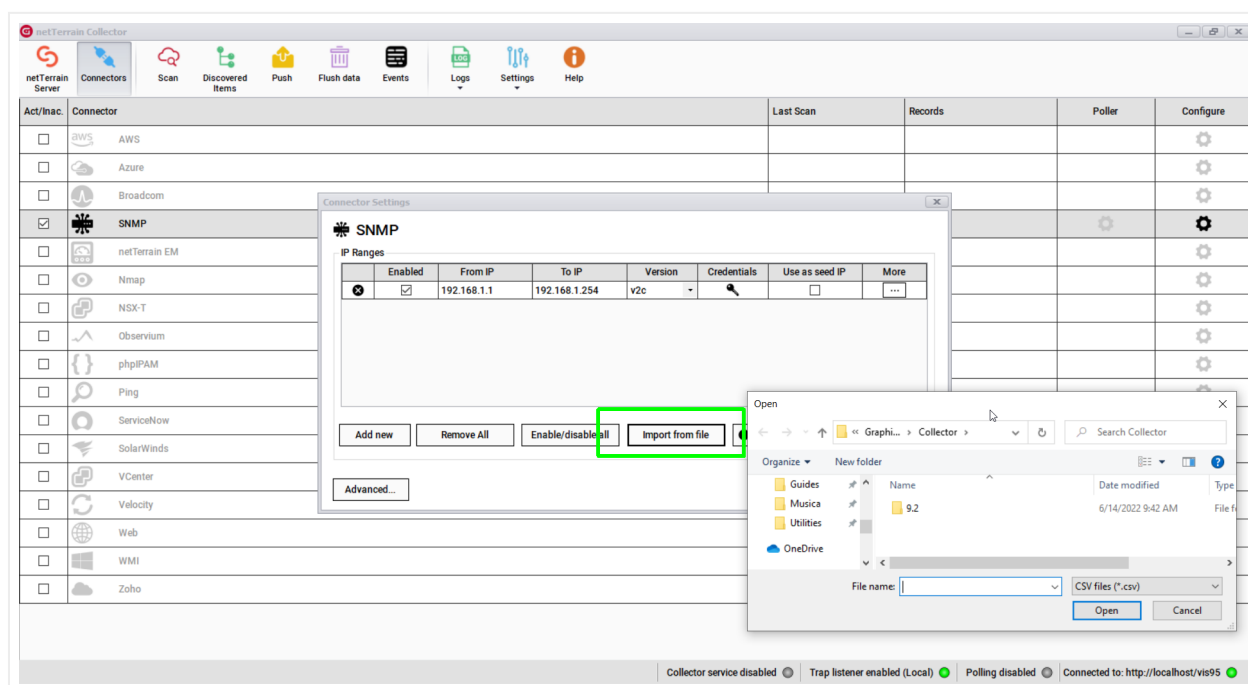 netTerrain Collector
netTerrain Server
Connectors
Scan
Discovered Items
Push
Flush data
Events
LOG
Logs
Settings
Help
Act/Inac. Connector Last Scan Records Poller Configure
aws AWS
Azure
Broadcom
SNMP
netTerrain EM
Nmap
NSX-T
Observium
phpIPAM
Ping
ServiceNow
SolarWinds
VCenter
Velocity
Web
WMI
Zoho
Connector Settings
SNMP
IP Ranges
Enabled From IP To IP Version Credentials Use as seed IP More
192.168.1.1 192.168.1.254 v2c ...
Add new Remove All Enable/disable all Import from file
Advanced...
Open
« Graphi... › Collector › Search Collector
Organize New folder
Guides
Musica
Utilities
OneDrive
Name Date modified Type
9.2 6/14/2022 9:42 AM File f
File name: CSV files (*.csv)
Open Cancel
Collector service disabled Trap listener enabled (Local) Polling disabled Connected to: http://localhost/vis95